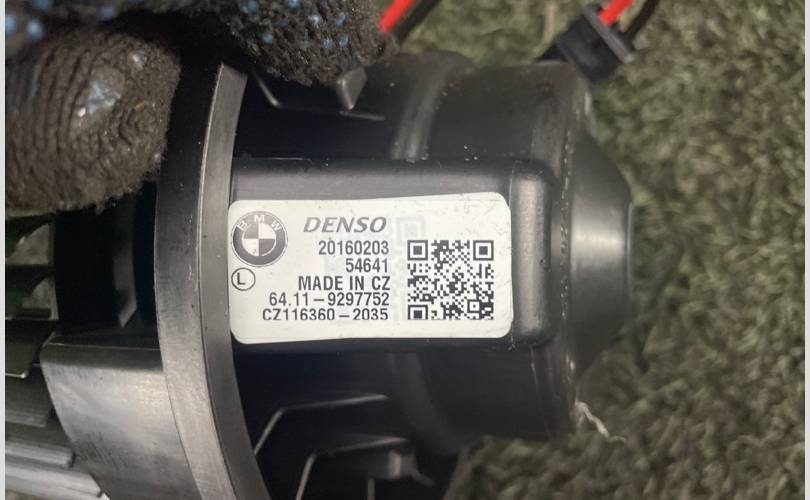 BMW
DENSO
20160203
54641
L
MADE IN CZ
64.11-9297752
CZ116360-2035